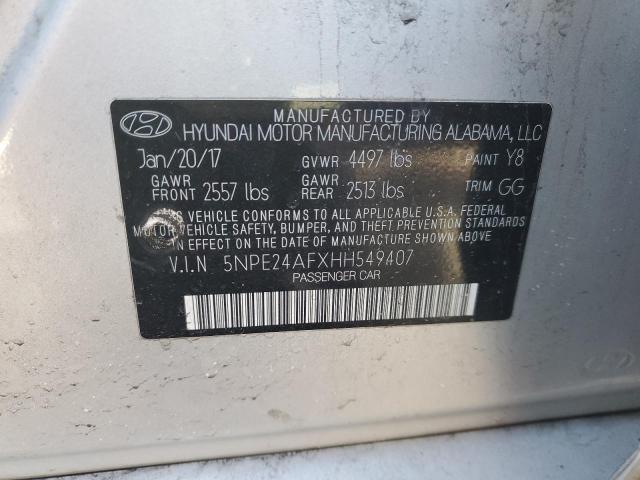 MANUFACTURED BY
HYUNDAI MOTOR MANUFACTURING ALABAMA, LLC
Jan/20/17 GVWR 4497 lbs PAINT Y8
GAWR FRONT 2557 lbs GAWR REAR 2513 lbs TRIM GG
VEHICLE CONFORMS TO ALL APPLICABLE U.S.A. FEDERAL
MOTOR VEHICLE SAFETY, BUMPER, AND THEFT PREVENTION STANDARDS
IN EFFECT ON THE DATE OF MANUFACTURE SHOWN ABOVE
V.I.N 5NPE24AFXHH549407
PASSENGER CAR